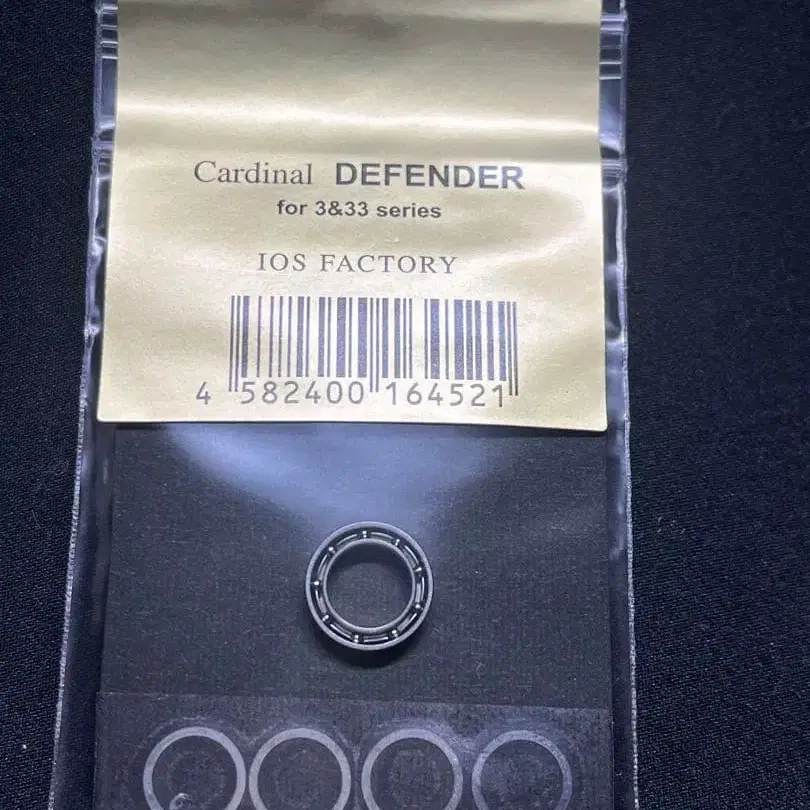 Cardinal DEFENDER
for 3&33 series
IOS FACTORY
4 582400 164521